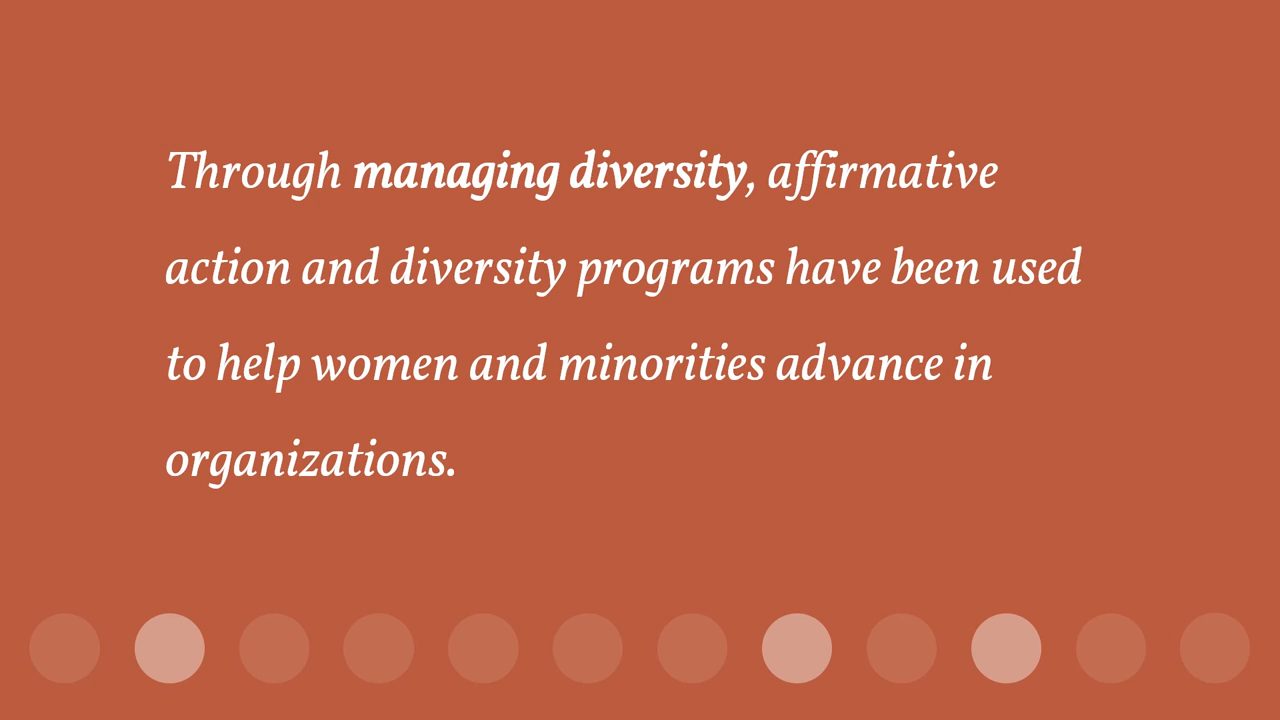 Through managing diversity, affirmative
action and diversity programs have been used
to help women and minorities advance in
organizations.